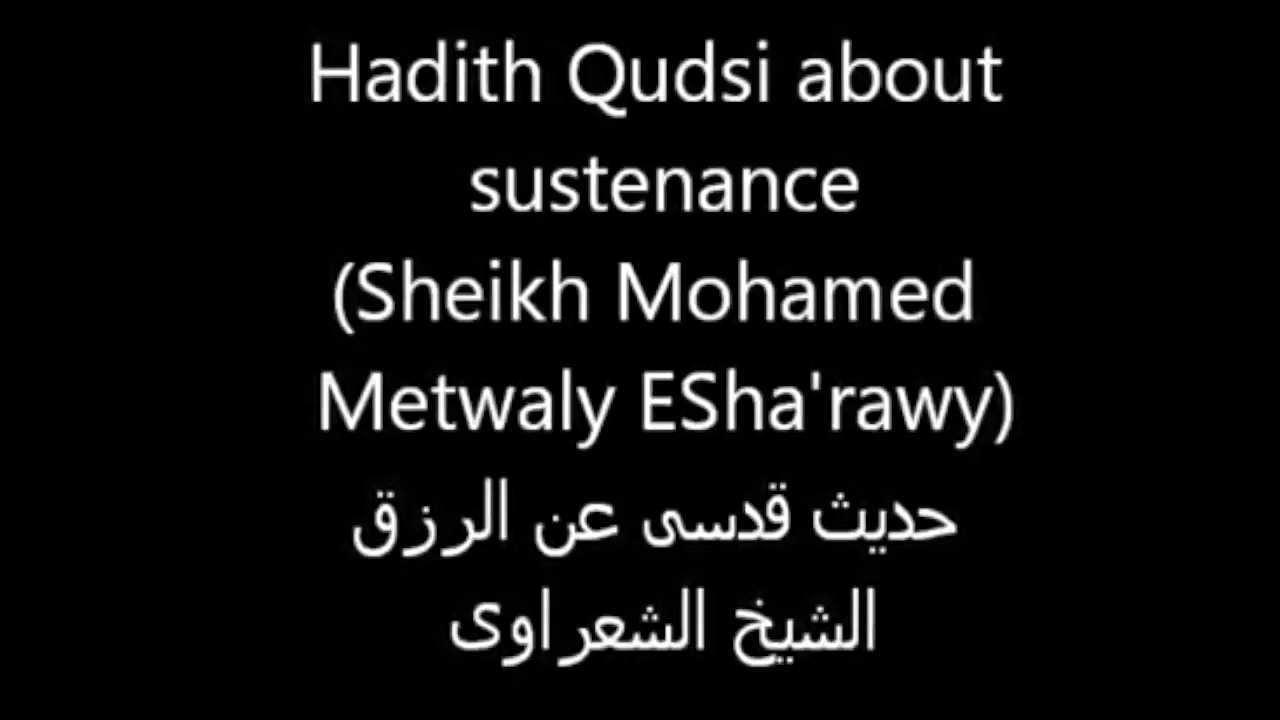 Hadith Qudsi about
sustenance
(Sheikh Mohamed
Metwaly ESha'rawy)
حديث قدسى عن الرزق
الشيخ الشعراوى